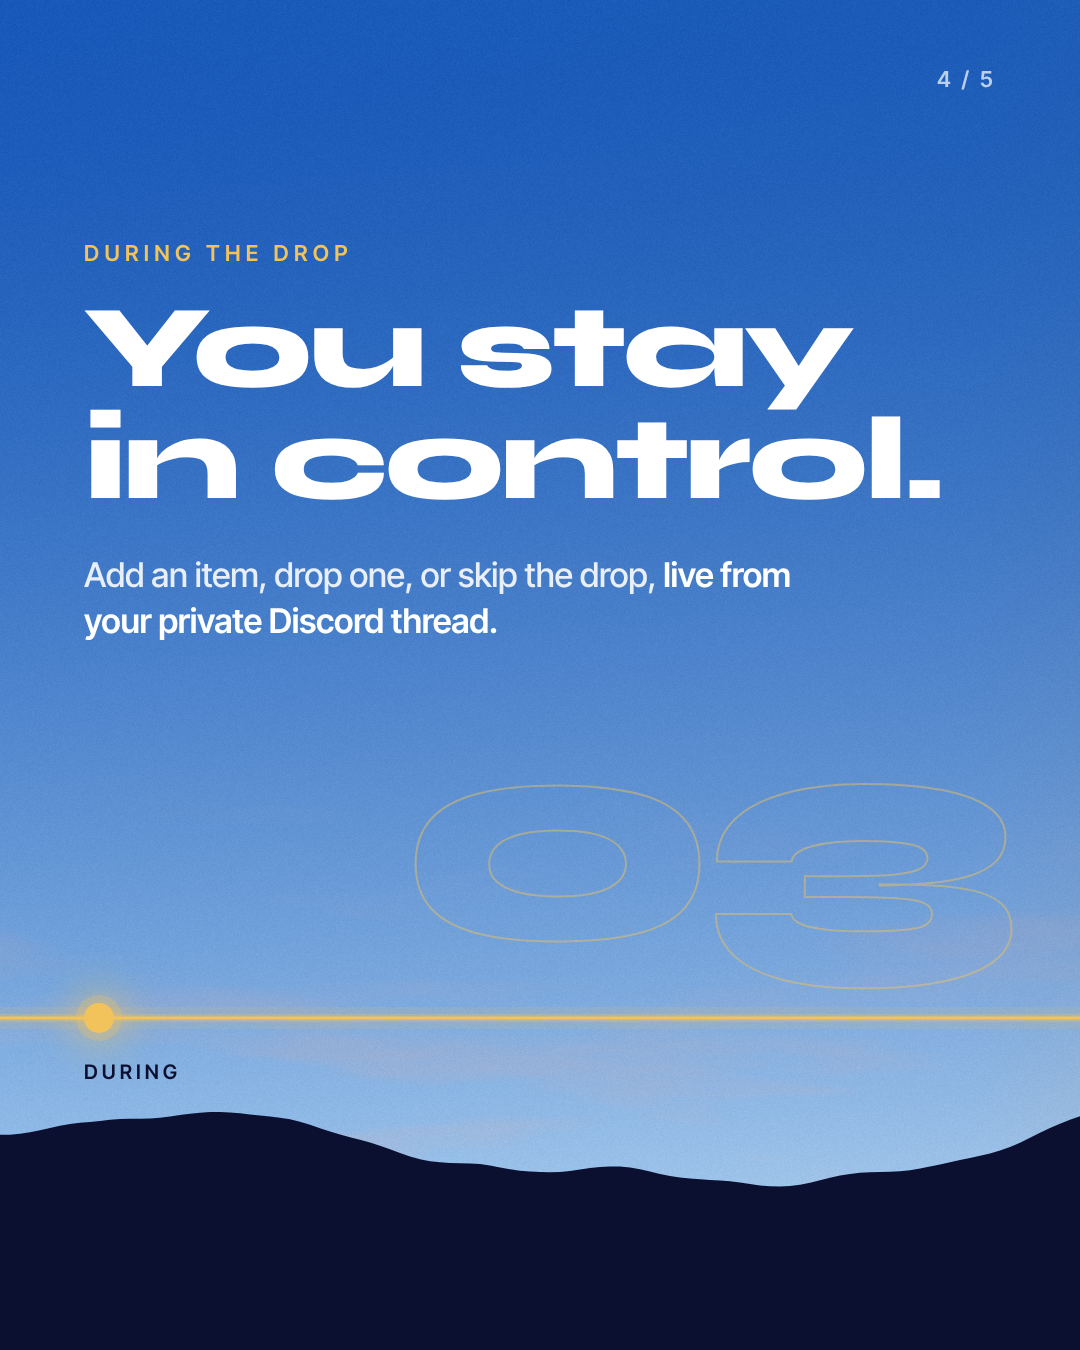 4 / 5
DURING THE DROP
You stay
in control.
Add an item, drop one, or skip the drop, live from
your private Discord thread.
03
DURING